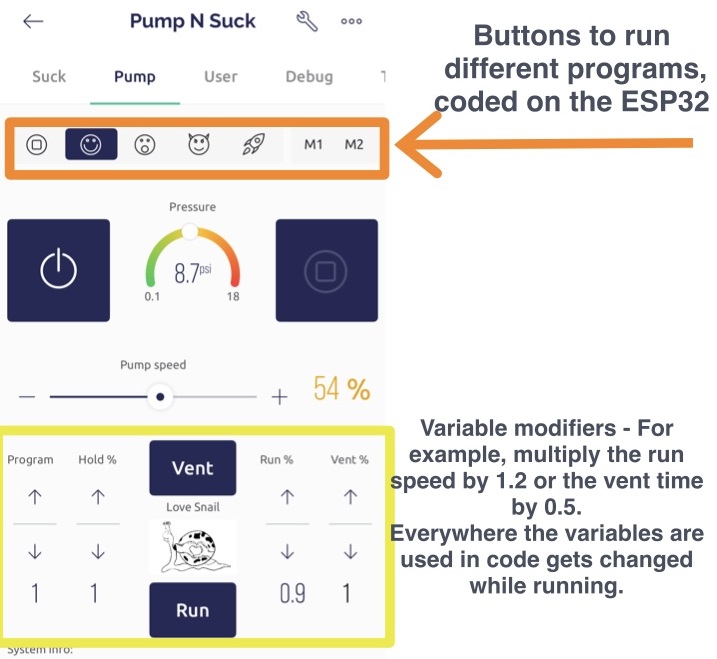 Pump N Suck
Buttons to run
different programs,
coded on the ESP32
Suck Pump User Debug
M1 M2
Pressure
8.7psi
0.1 18
Pump speed
54 %
Variable modifiers - For
example, multiply the run
speed by 1.2 or the vent time
by 0.5.
Everywhere the variables are
used in code gets changed
while running.
Program Hold % Vent Run % Vent %
Love Snail
1 1 Run 0.9 1
System info: